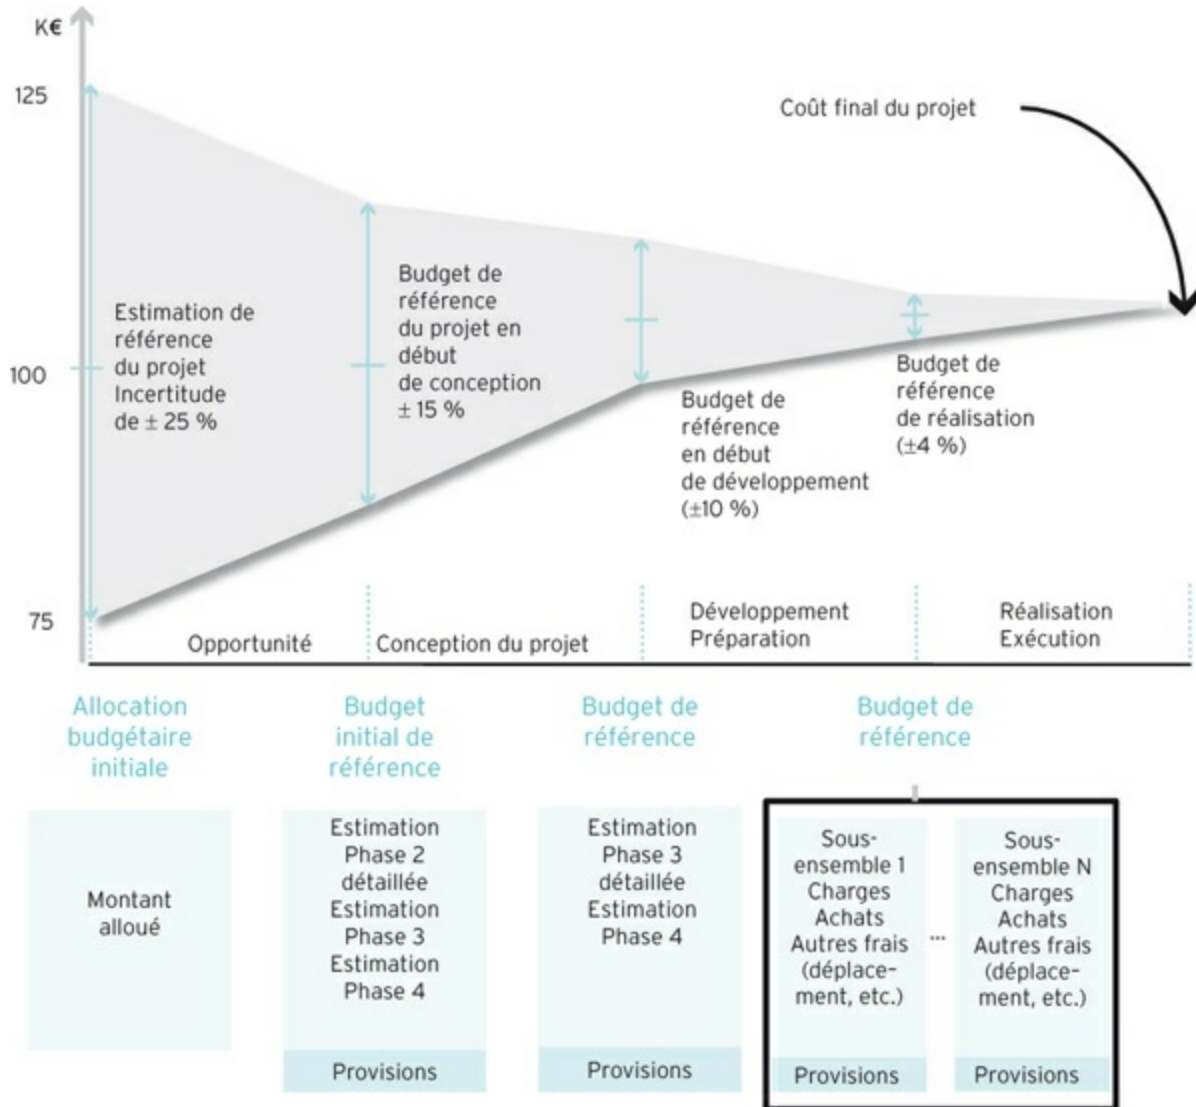 K€
125
Coût final du projet
Estimation de
référence
du projet
Incertitude
de ± 25 %
Budget de
référence
du projet en
début
de conception
± 15 %
100
Budget de
référence
en début
de développement
(±10 %)
Budget de
référence
de réalisation
(±4 %)
75
Opportunité
Conception du projet
Développement
Préparation
Réalisation
Exécution
Allocation
budgétaire
initiale
Budget
initial de
référence
Budget de
référence
Budget de
référence
Montant
alloué
Estimation
Phase 2
détaillée
Estimation
Phase 3
Estimation
Phase 4
Provisions
Estimation
Phase 3
détaillée
Estimation
Phase 4
Provisions
Sous-
ensemble 1
Charges
Achats
Autres frais
(déplace-
ment, etc.)
Provisions
...
Sous-
ensemble N
Charges
Achats
Autres frais
(déplace-
ment, etc.)
Provisions